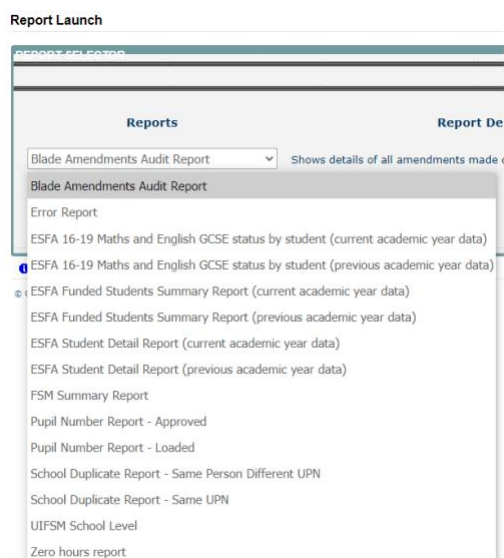 Report Launch
REPORT SELECTOR
Reports
Report De
Blade Amendments Audit Report
Shows details of all amendments made
Blade Amendments Audit Report
Error Report
ESFA 16-19 Maths and English GCSE status by student (current academic year data)
ESFA 16-19 Maths and English GCSE status by student (previous academic year data)
ESFA Funded Students Summary Report (current academic year data)
ESFA Funded Students Summary Report (previous academic year data)
ESFA Student Detail Report (current academic year data)
ESFA Student Detail Report (previous academic year data)
FSM Summary Report
Pupil Number Report - Approved
Pupil Number Report - Loaded
School Duplicate Report - Same Person Different UPN
School Duplicate Report - Same UPN
UIFSM School Level
Zero hours report